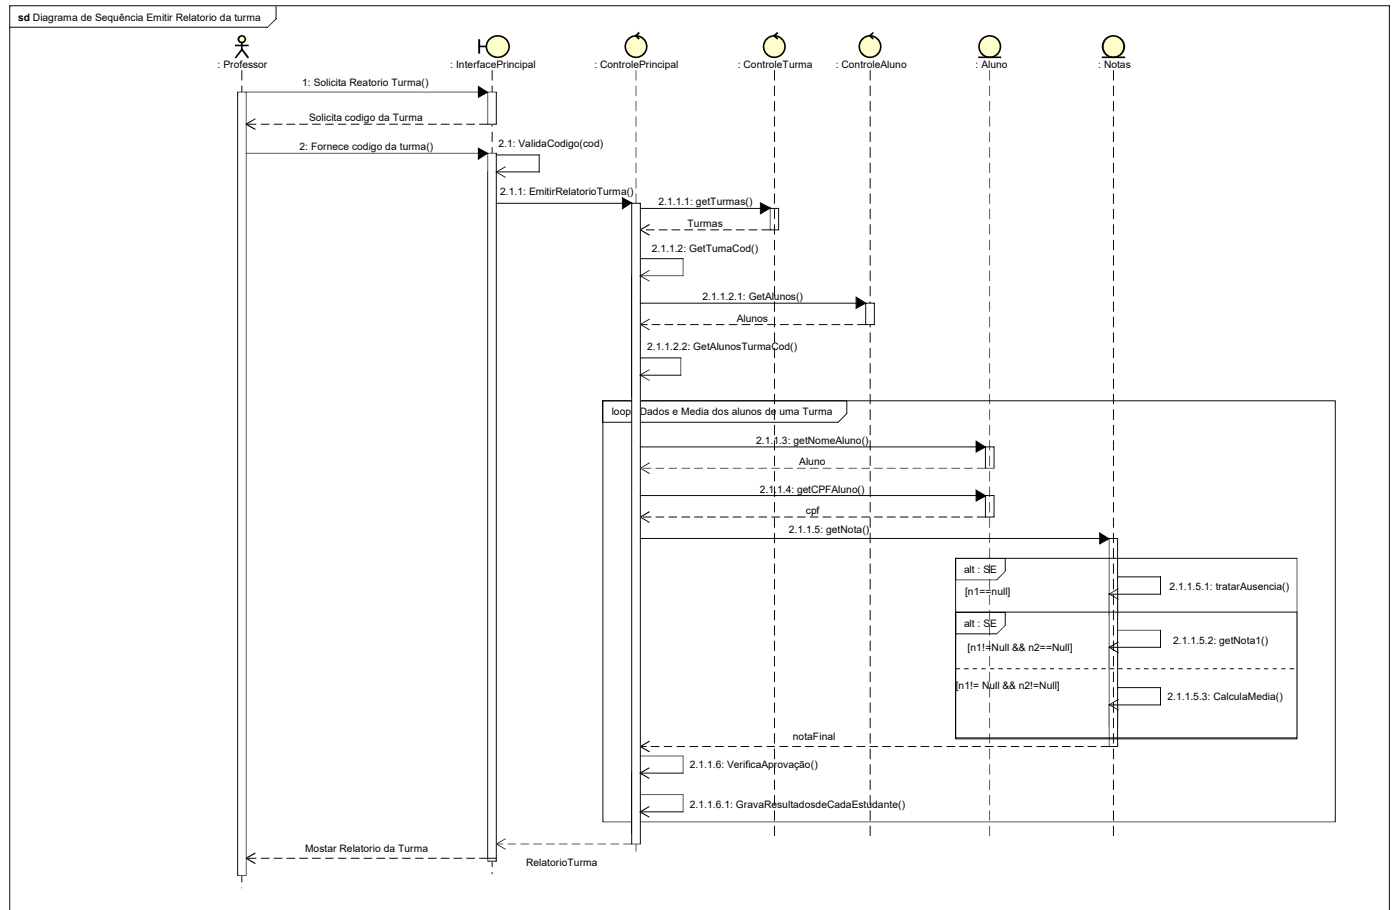 sd Diagrama de Sequência Emitir Relatorio da turma
: Professor
: InterfacePrincipal
: ControlePrincipal
: ControleTurma
: ControleAluno
: Aluno
: Notas
1: Solicita Reatorio Turma()
Solicita codigo da Turma
2: Fornece codigo da turma()
2.1: ValidaCodigo(cod)
2.1.1: EmitirRelatorioTurma()
2.1.1.1: getTurmas()
Turmas
2.1.1.2: GetTumaCod()
2.1.1.2.1: GetAlunos()
Alunos
2.1.1.2.2: GetAlunosTurmaCod()
loop : Dados e Media dos alunos de uma Turma
2.1.1.3: getNomeAluno()
Aluno
2.1.1.4: getCPFAluno()
cpf
2.1.1.5: getNota()
alt : SE
[n1==null]
2.1.1.5.1: tratarAusencia()
alt : SE
[n1!=Null && n2==Null]
2.1.1.5.2: getNota1()
[n1!= Null && n2!=Null]
2.1.1.5.3: CalculaMedia()
notaFinal
2.1.1.6: VerificaAprovação()
2.1.1.6.1: GravaResultadosdeCadaEstudante()
Mostar Relatorio da Turma
RelatorioTurma